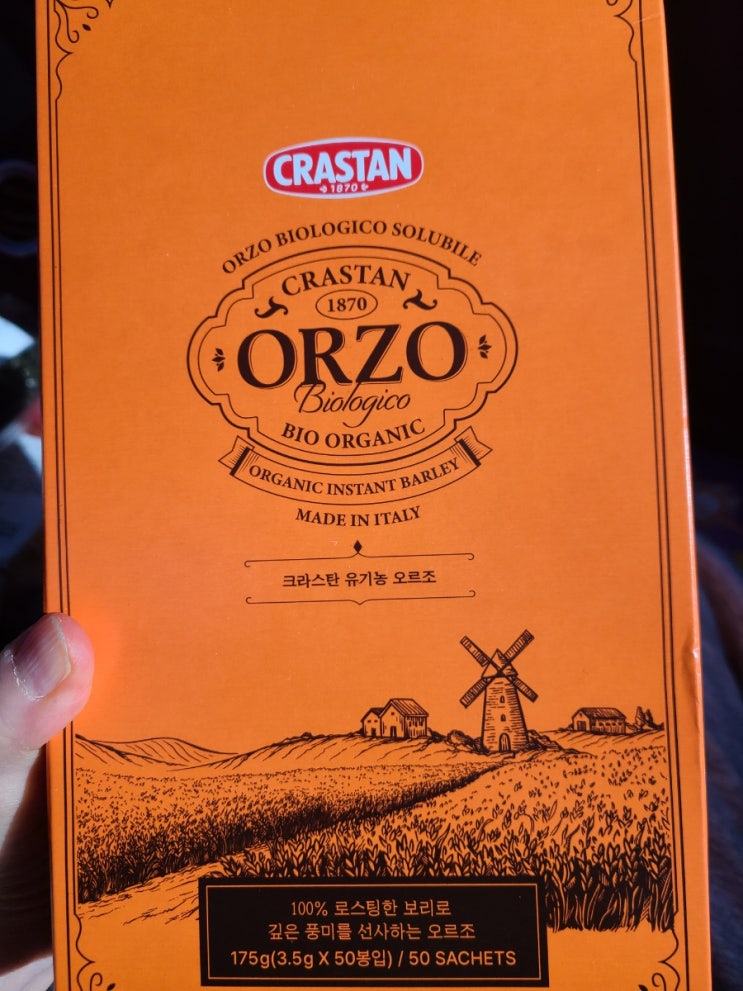 CRASTAN
1870
ORZO BIOLOGICO SOLUBILE
CRASTAN
1870
ORZO
Biologico
BIO ORGANIC
ORGANIC INSTANT BARLEY
MADE IN ITALY
크라스탄 유기농 오르조
100% 로스팅한 보리로
깊은 풍미를 선사하는 오르조
175g(3.5g X 50봉입) / 50 SACHETS